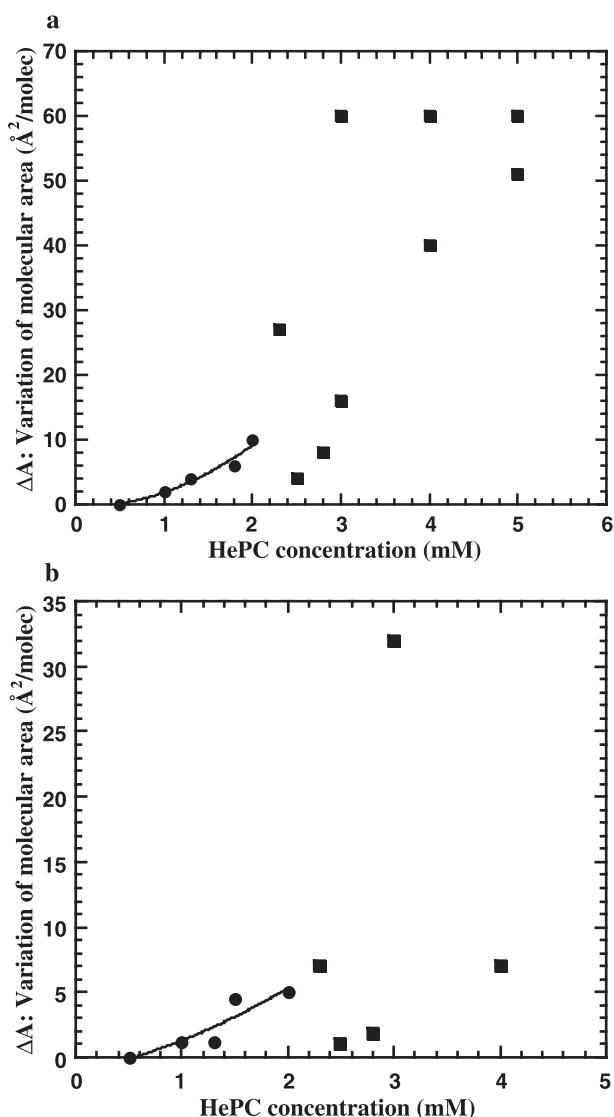 a
70
60
50
40
30
20
10
0
0 1 2 3 4 5 6
ΔA: Variation of molecular area (Å²/molec)
HePC concentration (mM)
b
35
30
25
20
15
10
5
0
0 1 2 3 4 5
ΔA: Variation of molecular area (Å²/molec)
HePC concentration (mM)